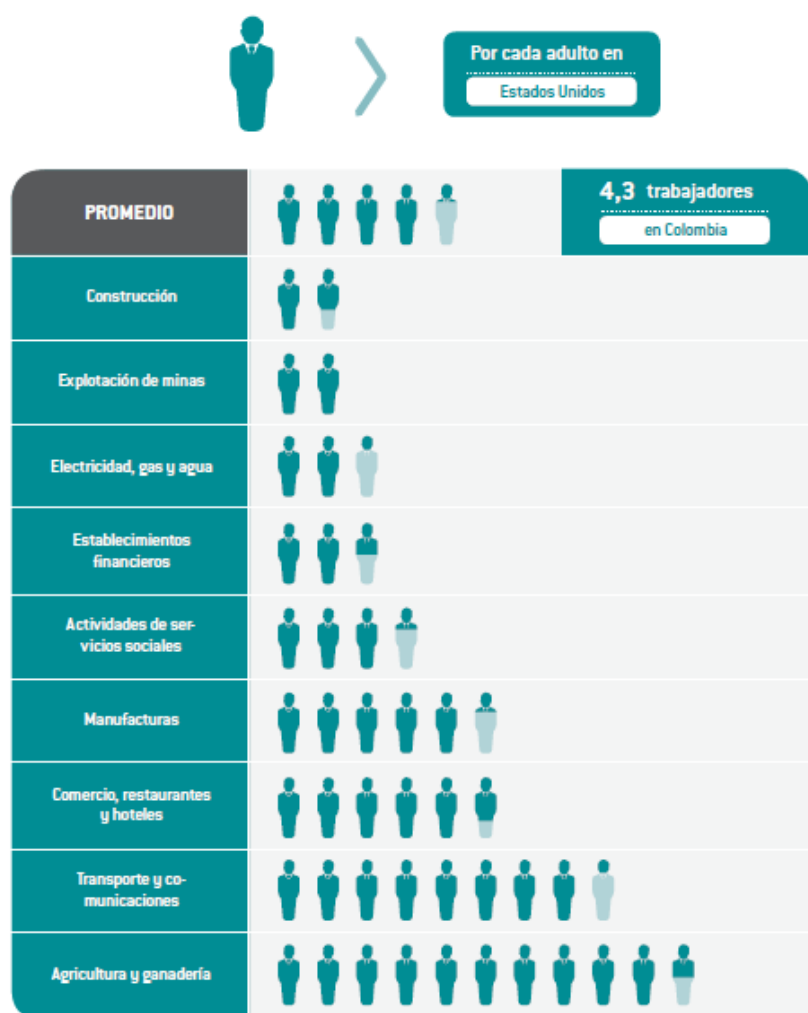 Por cada adulto en
Estados Unidos
PROMEDIO
4,3 trabajadores
en Colombia
Construcción
Explotación de minas
Electricidad, gas y agua
Establecimientos
financieros
Actividades de ser-
vicios sociales
Manufacturas
Comercio, restaurantes
y hoteles
Transporte y co-
municaciones
Agricultura y ganadería